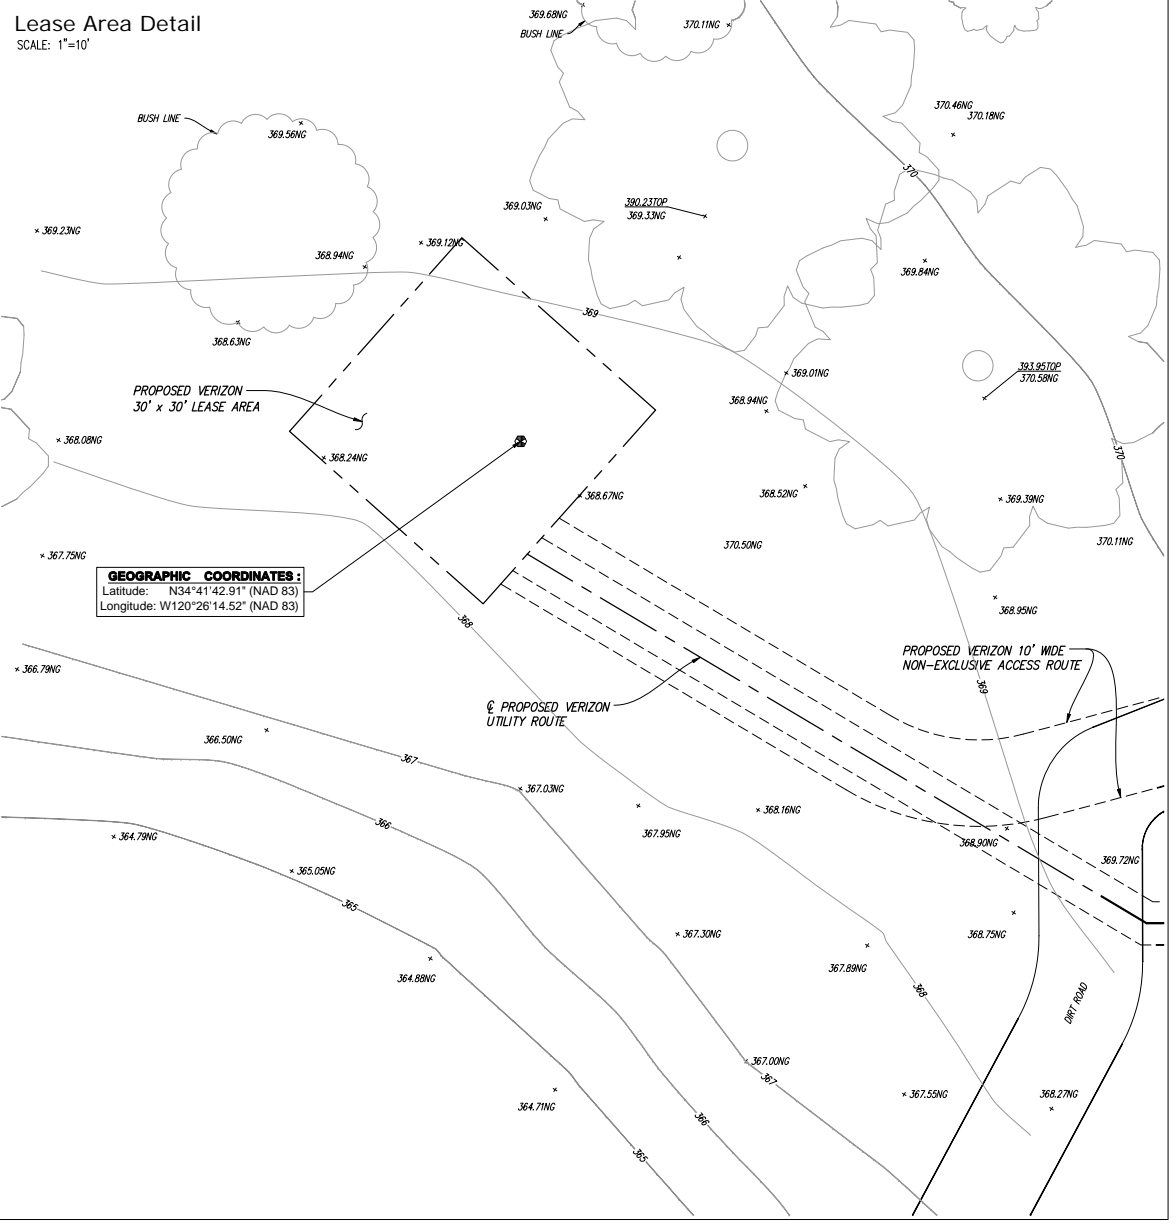 Lease Area Detail
SCALE: 1"=10'
369.68NG
BUSH LINE
370.11NG
370.46NG
370.18NG
BUSH LINE
369.56NG
370
369.03NG
390.23TOP
369.33NG
369.23NG
369.12NG
368.94NG
369.84NG
369
368.63NG
369.01NG
393.95TOP
370.58NG
PROPOSED VERIZON
30' x 30' LEASE AREA
368.94NG
368.08NG
368.24NG
370
368.67NG
368.52NG
369.39NG
370.50NG
370.11NG
367.75NG
GEOGRAPHIC COORDINATES :
Latitude: N34°41'42.91" (NAD 83)
Longitude: W120°26'14.52" (NAD 83)
368
368.95NG
PROPOSED VERIZON 10' WIDE
NON-EXCLUSIVE ACCESS ROUTE
366.79NG
369
℄ PROPOSED VERIZON
UTILITY ROUTE
366.50NG
367
367.03NG
368.16NG
366
367.95NG
364.79NG
368.90NG
369.72NG
365.05NG
365
367.30NG
368.75NG
367.89NG
364.88NG
368
DIRT ROAD
367.00NG
367
367.55NG
368.27NG
364.71NG
366
365